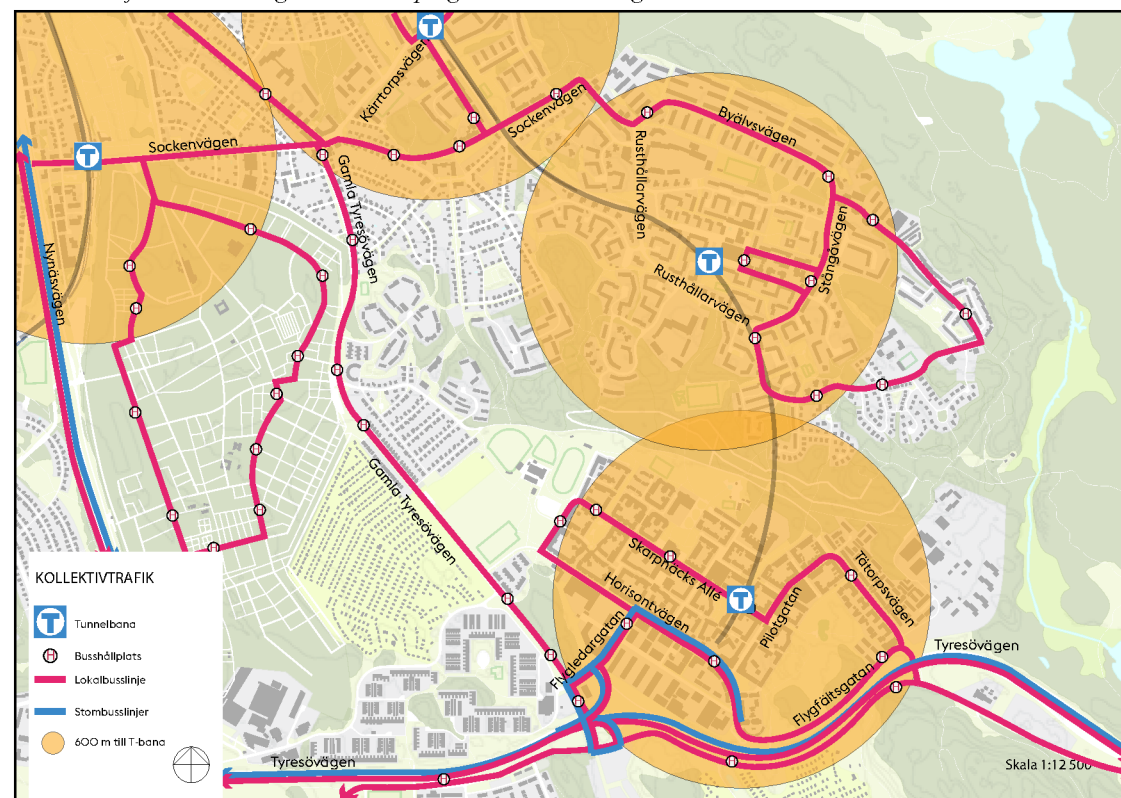 Kärrtorpsvägen
Sockenvägen
Byälvsvägen
Sockenvägen
Rusthållarvägen
Gamla Tyresövägen
Stångåvägen
Nynäsvägen
Rusthållarvägen
Gamla Tyresövägen
Skarpnäcks Allé
Horisontvägen
Tätorpsvägen
Pilotgatan
Flygledargatan
Tyresövägen
Flygfältsgatan
Tyresövägen
KOLLEKTIVTRAFIK
T Tunnelbana
H Busshållplats
Lokalbusslinje
Stombusslinjer
600 m till T-bana
Skala 1:12 500